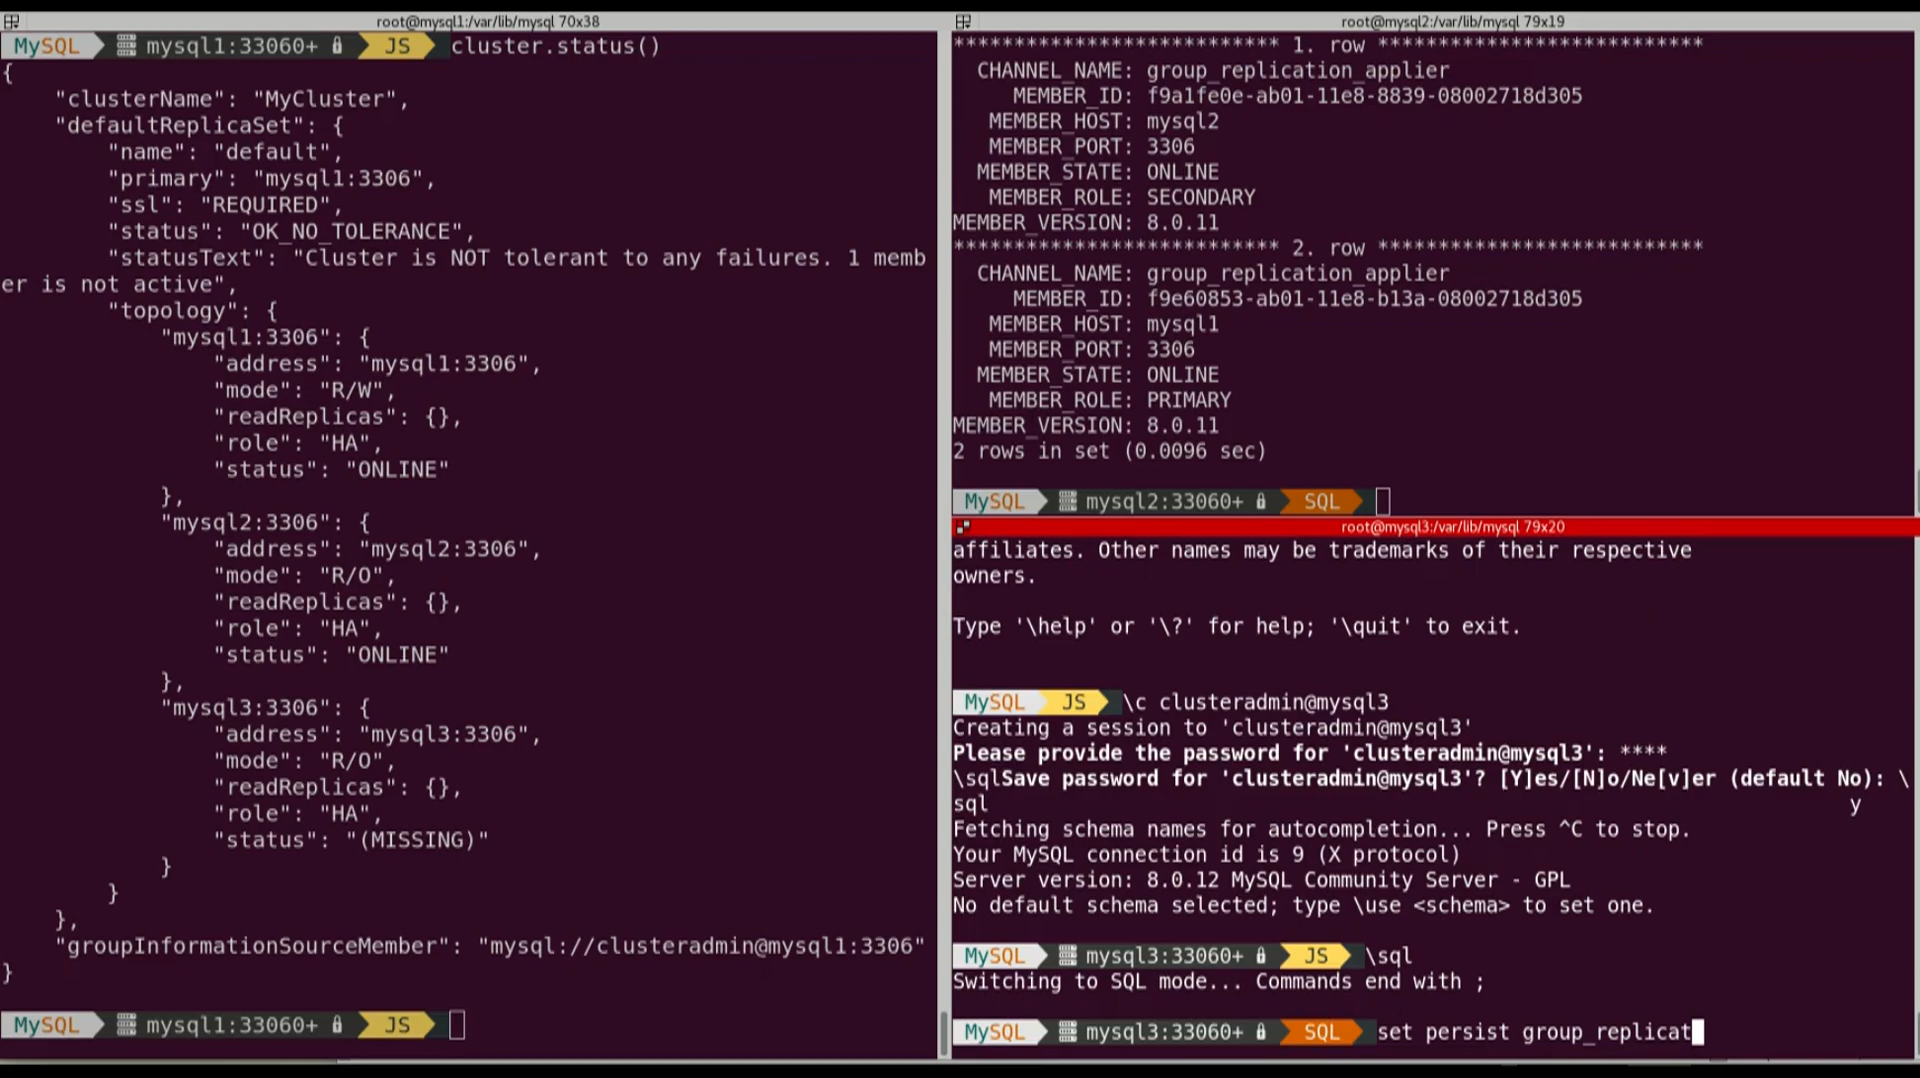 root@mysql1:/var/lib/mysql 70x38
MySQL mysql1:33060+ JS cluster.status()
{
    "clusterName": "MyCluster",
    "defaultReplicaSet": {
        "name": "default",
        "primary": "mysql1:3306",
        "ssl": "REQUIRED",
        "status": "OK_NO_TOLERANCE",
        "statusText": "Cluster is NOT tolerant to any failures. 1 memb
er is not active",
        "topology": {
            "mysql1:3306": {
                "address": "mysql1:3306",
                "mode": "R/W",
                "readReplicas": {},
                "role": "HA",
                "status": "ONLINE"
            },
            "mysql2:3306": {
                "address": "mysql2:3306",
                "mode": "R/O",
                "readReplicas": {},
                "role": "HA",
                "status": "ONLINE"
            },
            "mysql3:3306": {
                "address": "mysql3:3306",
                "mode": "R/O",
                "readReplicas": {},
                "role": "HA",
                "status": "(MISSING)"
            }
        }
    },
    "groupInformationSourceMember": "mysql://clusteradmin@mysql1:3306"
}
MySQL mysql1:33060+ JS
root@mysql2:/var/lib/mysql 79x19
*************************** 1. row ***************************
  CHANNEL_NAME: group_replication_applier
     MEMBER_ID: f9a1fe0e-ab01-11e8-8839-08002718d305
   MEMBER_HOST: mysql2
   MEMBER_PORT: 3306
  MEMBER_STATE: ONLINE
   MEMBER_ROLE: SECONDARY
MEMBER_VERSION: 8.0.11
*************************** 2. row ***************************
  CHANNEL_NAME: group_replication_applier
     MEMBER_ID: f9e60853-ab01-11e8-b13a-08002718d305
   MEMBER_HOST: mysql1
   MEMBER_PORT: 3306
  MEMBER_STATE: ONLINE
   MEMBER_ROLE: PRIMARY
MEMBER_VERSION: 8.0.11
2 rows in set (0.0096 sec)
MySQL mysql2:33060+ SQL
root@mysql3:/var/lib/mysql 79x20
affiliates. Other names may be trademarks of their respective
owners.
Type '\help' or '\?' for help; '\quit' to exit.
MySQL JS \c clusteradmin@mysql3
Creating a session to 'clusteradmin@mysql3'
Please provide the password for 'clusteradmin@mysql3': ****
\sqlSave password for 'clusteradmin@mysql3'? [Y]es/[N]o/Ne[v]er (default No): \
sql y
Fetching schema names for autocompletion... Press ^C to stop.
Your MySQL connection id is 9 (X protocol)
Server version: 8.0.12 MySQL Community Server - GPL
No default schema selected; type \use <schema> to set one.
MySQL mysql3:33060+ JS \sql
Switching to SQL mode... Commands end with ;
MySQL mysql3:33060+ SQL set persist group_replicat